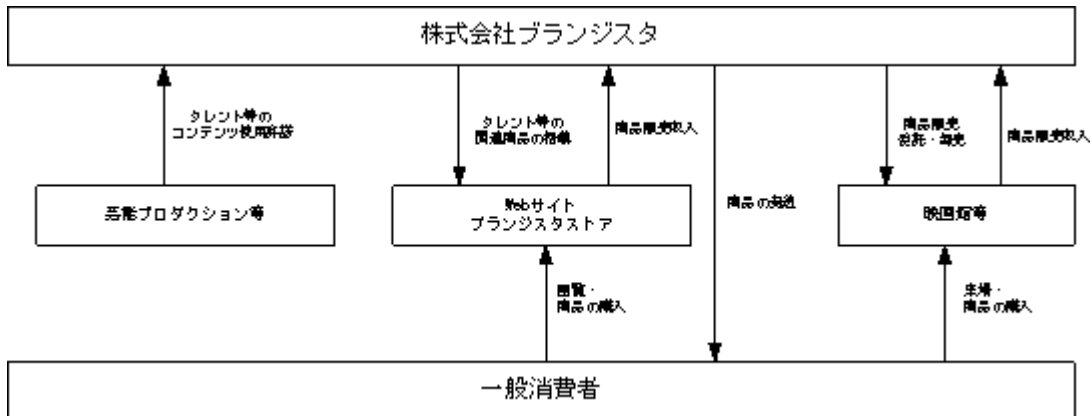 株式会社ブランジスタ
タレント等の
コンテンツ使用許諾
タレント等の
関連商品の掲載
商品販売収入
商品販売
委託・卸売
商品販売収入
芸能プロダクション等
Webサイト
ブランジスタストア
商品の発送
映画館等
閲覧・
商品の購入
来場・
商品の購入
一般消費者